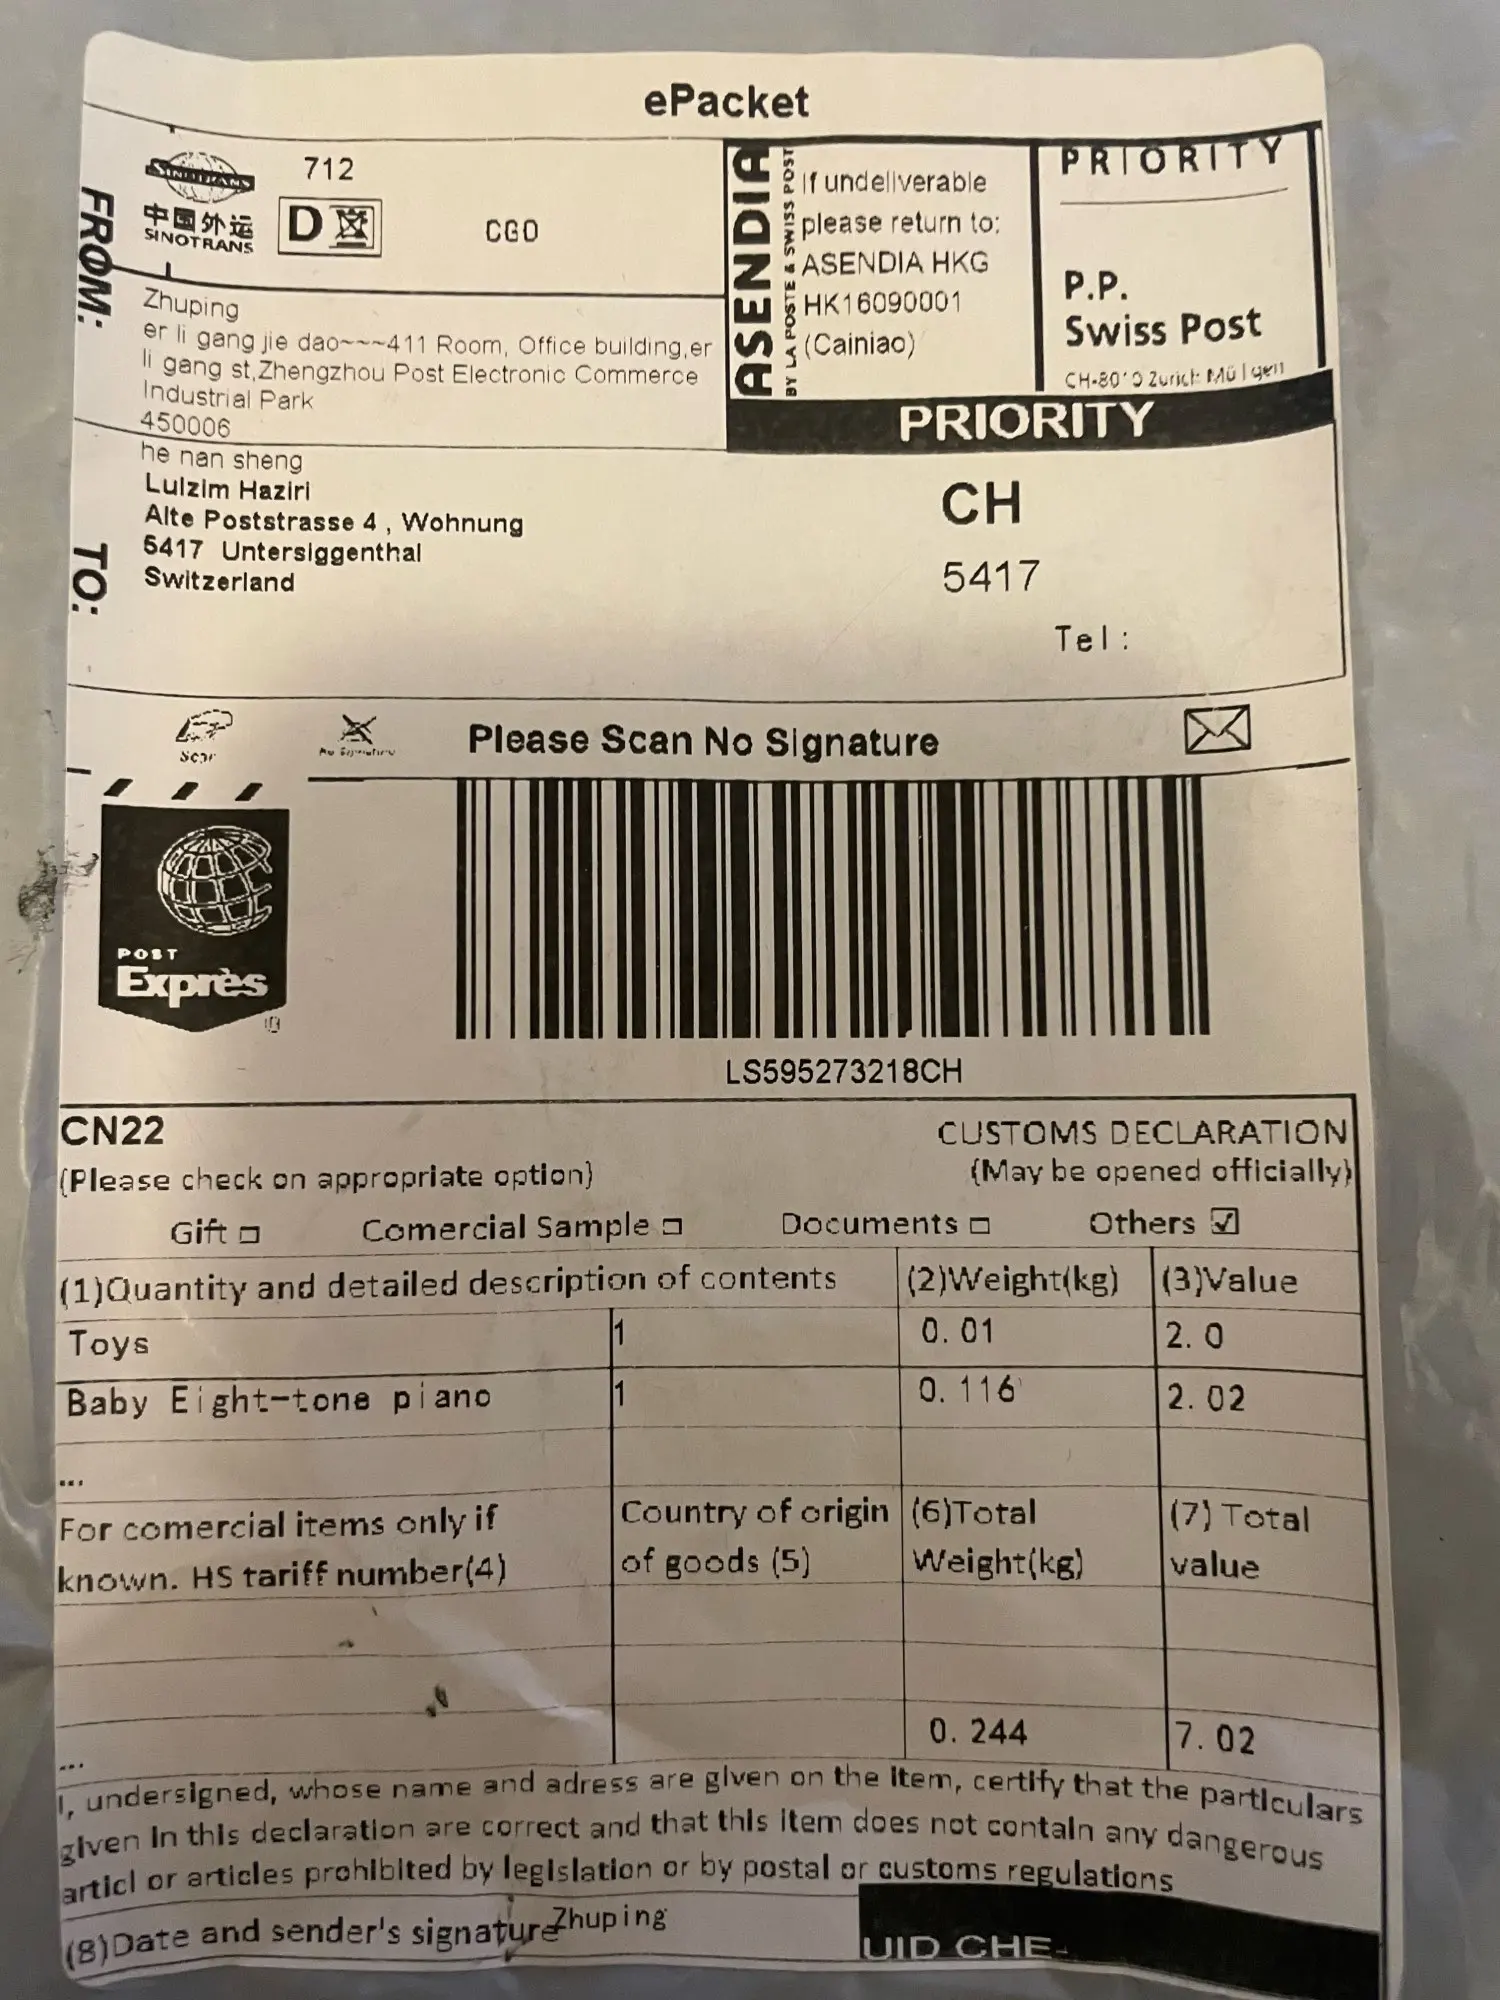 ePacket
FROM:
SINOTRANS
中国外运
SINOTRANS
712
D
CGO
ASENDIA
BY LA POSTE & SWISS POST
If undeliverable
please return to:
ASENDIA HKG
HK16090001
(Cainiao)
PRIORITY
P.P.
Swiss Post
Zurich
PRIORITY
Zhuping
er li gang jie dao~~~411 Room, Office building,er
li gang st,Zhengzhou Post Electronic Commerce
Industrial Park
450006
he nan sheng
TO:
Lulzim Haziri
Alte Poststrasse 4 , Wohnung
5417 Untersiggenthal
Switzerland
CH
5417
Tel:
Scan
No Signature
Please Scan No Signature
POST
Exprès
LS595273218CH
CN22
CUSTOMS DECLARATION
(Please check on appropriate option)
(May be opened officially)
Gift
Comercial Sample
Documents
Others
(1)Quantity and detailed description of contents
(2)Weight(kg)
(3)Value
Toys 1 0.01 2.0
Baby Eight-tone piano 1 0.116 2.02
...
For comercial items only if
known. HS tariff number(4)
Country of origin
of goods (5)
(6)Total
Weight(kg)
(7) Total
value
0.244 7.02
...
I, undersigned, whose name and adress are given on the item, certify that the particulars
given in this declaration are correct and that this item does not contain any dangerous
articl or articles prohibited by legislation or by postal or customs regulations
(8)Date and sender's signature Zhuping
UID CHE-